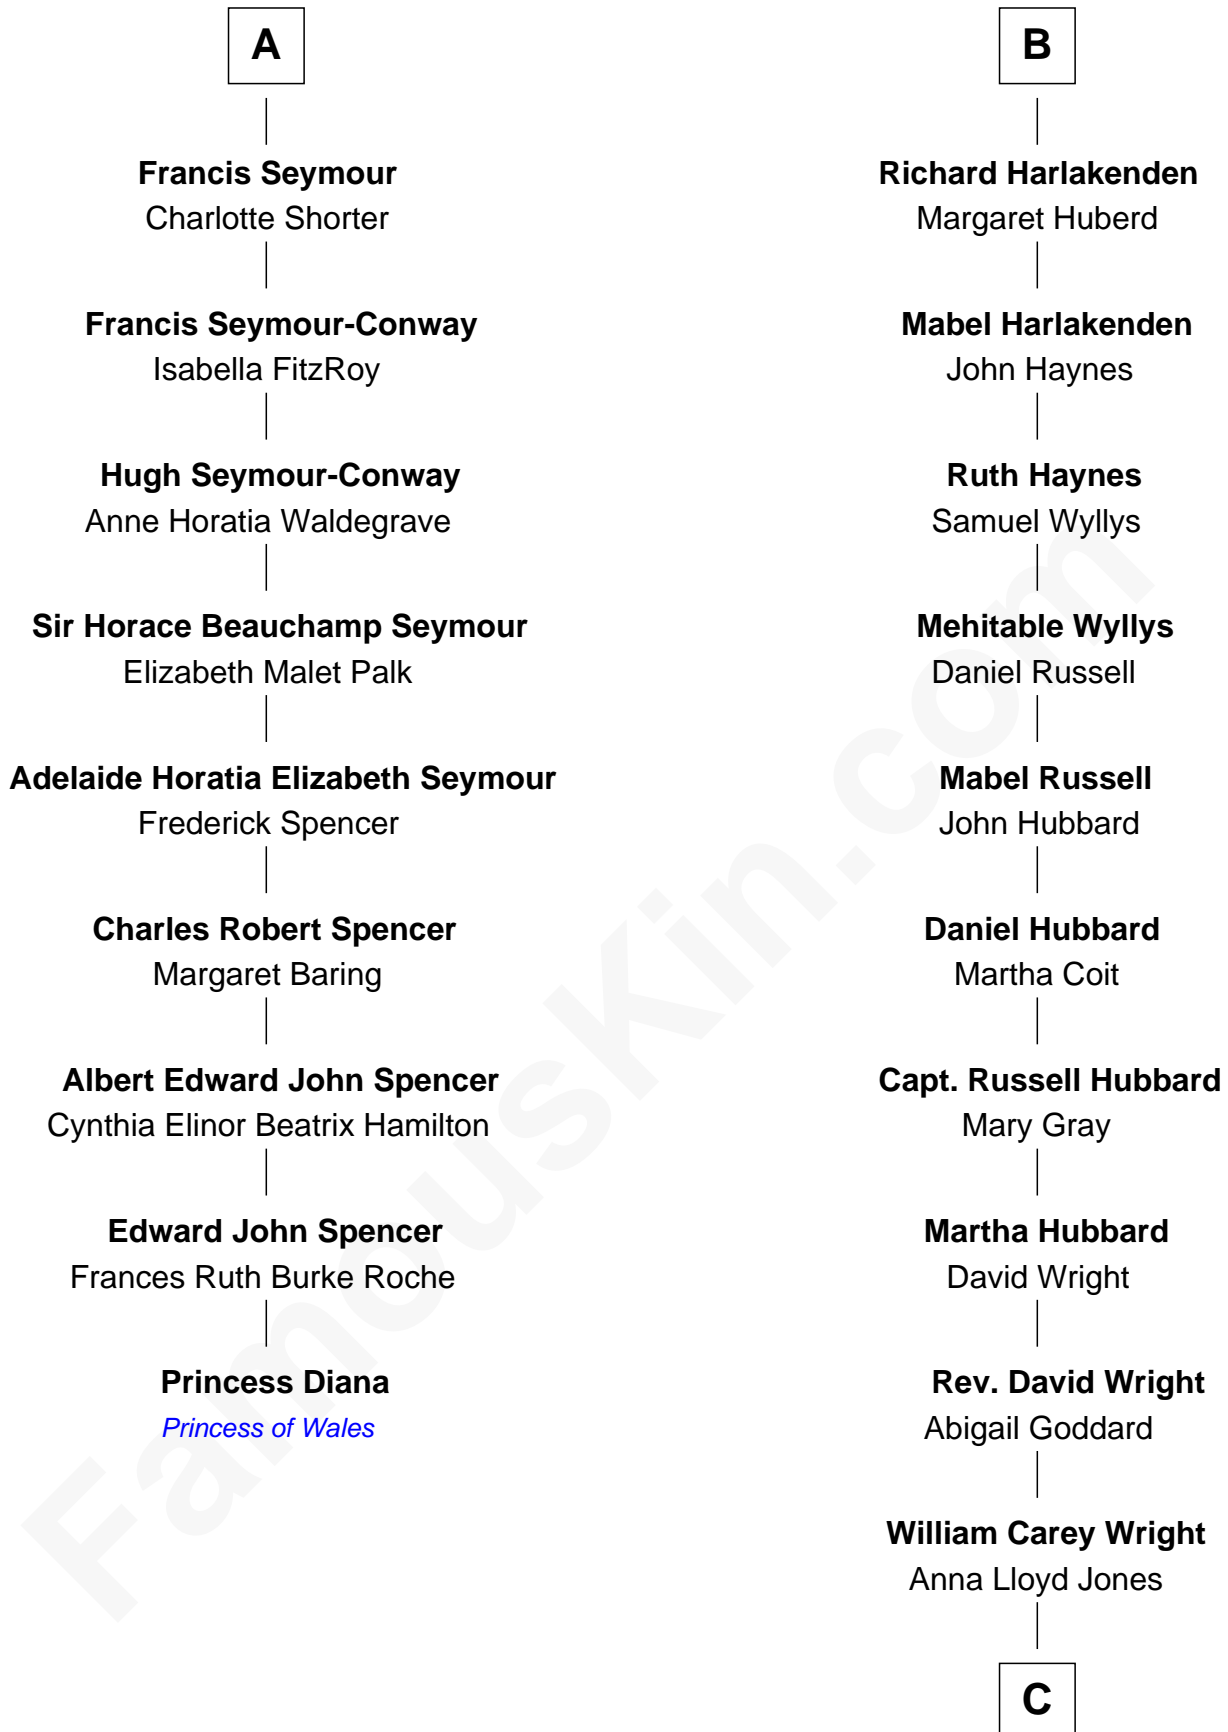 A
Francis Seymour
Charlotte Shorter
Francis Seymour-Conway
Isabella FitzRoy
Hugh Seymour-Conway
Anne Horatia Waldegrave
Sir Horace Beauchamp Seymour
Elizabeth Malet Palk
Adelaide Horatia Elizabeth Seymour
Frederick Spencer
Charles Robert Spencer
Margaret Baring
Albert Edward John Spencer
Cynthia Elinor Beatrix Hamilton
Edward John Spencer
Frances Ruth Burke Roche
Princess Diana
Princess of Wales
B
Richard Harlakenden
Margaret Huberd
Mabel Harlakenden
John Haynes
Ruth Haynes
Samuel Wyllys
Mehitable Wyllys
Daniel Russell
Mabel Russell
John Hubbard
Daniel Hubbard
Martha Coit
Capt. Russell Hubbard
Mary Gray
Martha Hubbard
David Wright
Rev. David Wright
Abigail Goddard
William Carey Wright
Anna Lloyd Jones
C
FamousKin.com